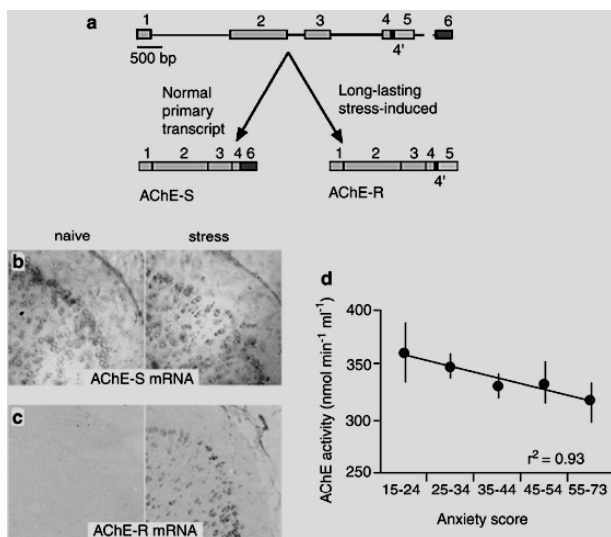 a
1 2 3 4 5 6
4'
500 bp
Normal
primary
transcript
Long-lasting
stress-induced
1 2 3 4 6
1 2 3 4 5
4'
AChE-S
AChE-R
naive stress
b
AChE-S mRNA
c
AChE-R mRNA
d
AChE activity (nmol min⁻¹ ml⁻¹)
400
350
300
250
r² = 0.93
15-24 25-34 35-44 45-54 55-73
Anxiety score